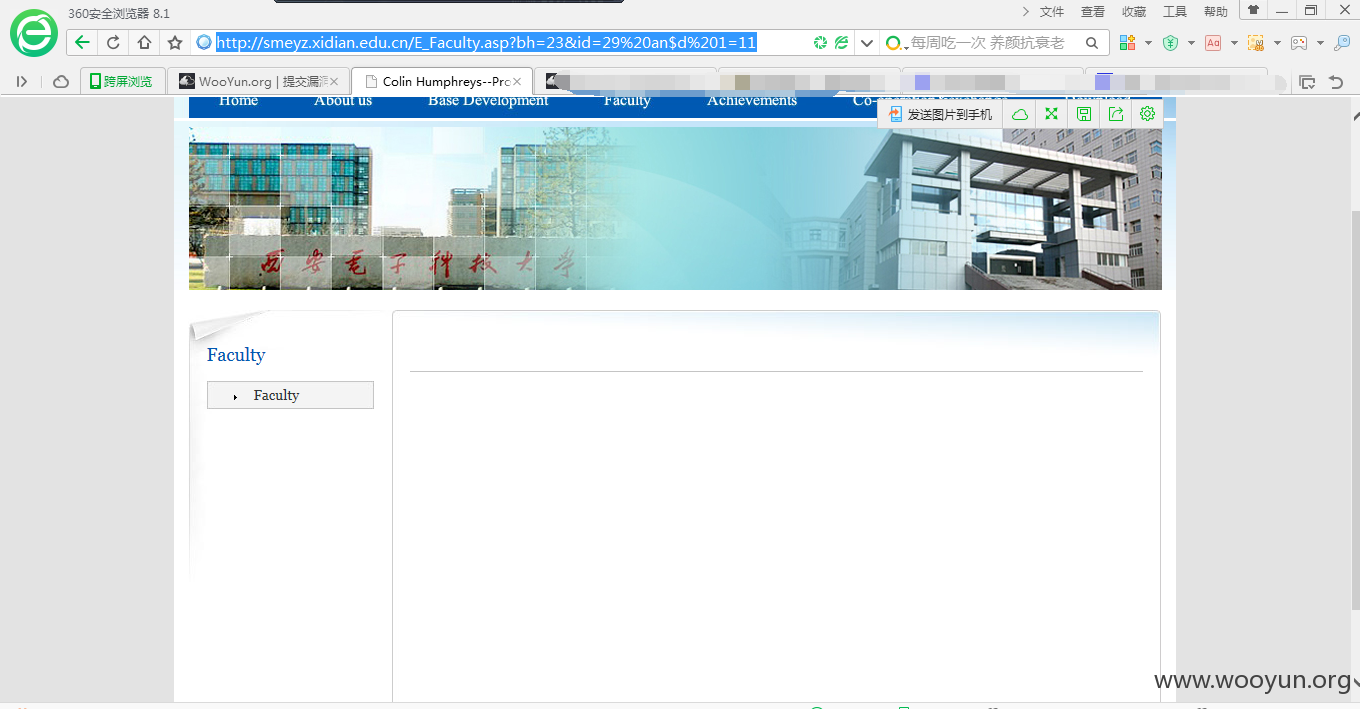 360安全浏览器 8.1
文件 查看 收藏 工具 帮助
http://smeyz.xidian.edu.cn/E_Faculty.asp?bh=23&id=29%20an$d%201=11
每周吃一次 养颜抗衰老
跨屏浏览
WooYun.org | 提交漏洞
Colin Humphreys--Prc
Home About us Base Development Faculty Achievements
发送图片到手机
西安电子科技大学
Faculty
Faculty
www.wooyun.org